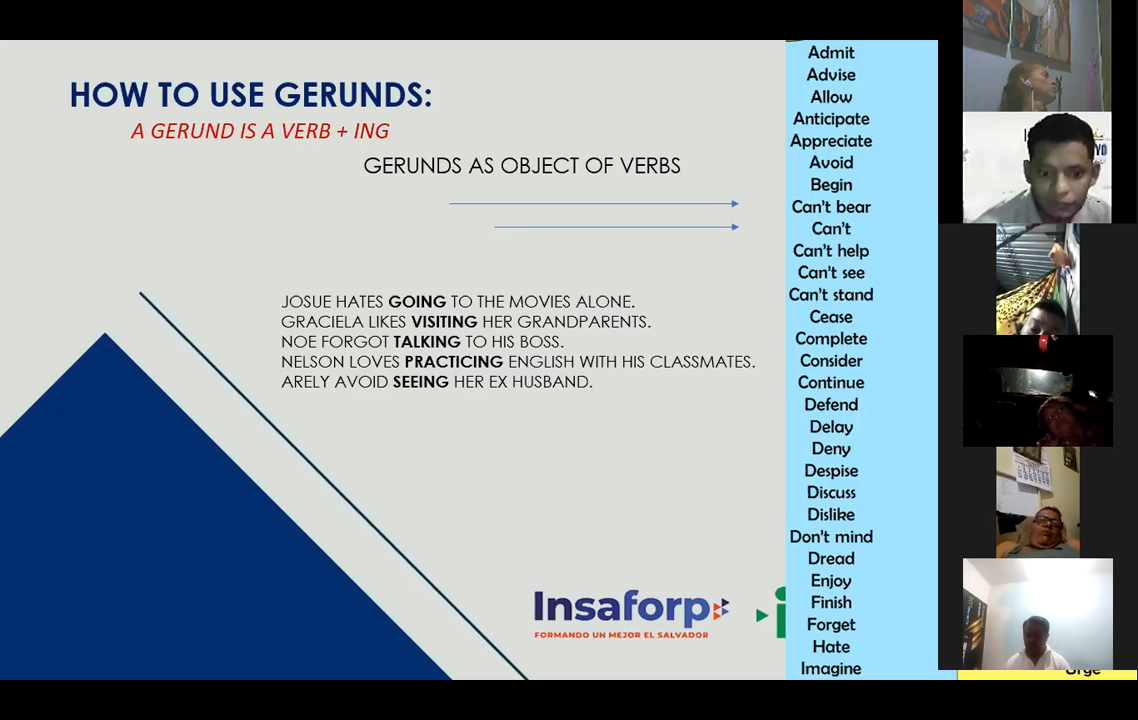 HOW TO USE GERUNDS:
A GERUND IS A VERB + ING
GERUNDS AS OBJECT OF VERBS
JOSUE HATES GOING TO THE MOVIES ALONE.
GRACIELA LIKES VISITING HER GRANDPARENTS.
NOE FORGOT TALKING TO HIS BOSS.
NELSON LOVES PRACTICING ENGLISH WITH HIS CLASSMATES.
ARELY AVOID SEEING HER EX HUSBAND.
Insaforp
FORMANDO UN MEJOR EL SALVADOR
Admit
Advise
Allow
Anticipate
Appreciate
Avoid
Begin
Can't bear
Can't
Can't help
Can't see
Can't stand
Cease
Complete
Consider
Continue
Defend
Delay
Deny
Despise
Discuss
Dislike
Don't mind
Dread
Enjoy
Finish
Forget
Hate
Imagine
Urge